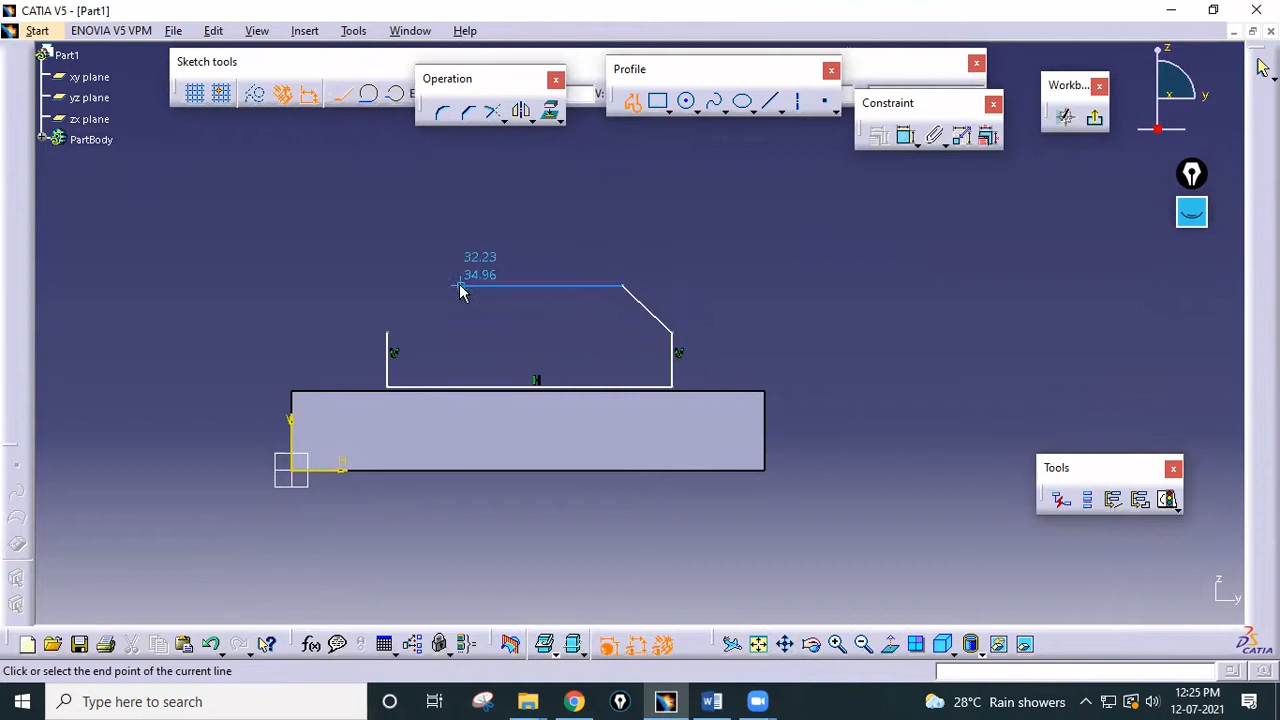 CATIA V5 - [Part1]
Start ENOVIA V5 VPM File Edit View Insert Tools Window Help
Part1
xy plane
yz plane
zx plane
PartBody
Sketch tools
V:
Operation
Profile
Constraint
Workb...
z
x
y
32.23
34.96
V
V
H
V
H
Tools
z
y
f(x)
CATIA
Click or select the end point of the current line
Type here to search
28°C Rain showers
12:25 PM
12-07-2021